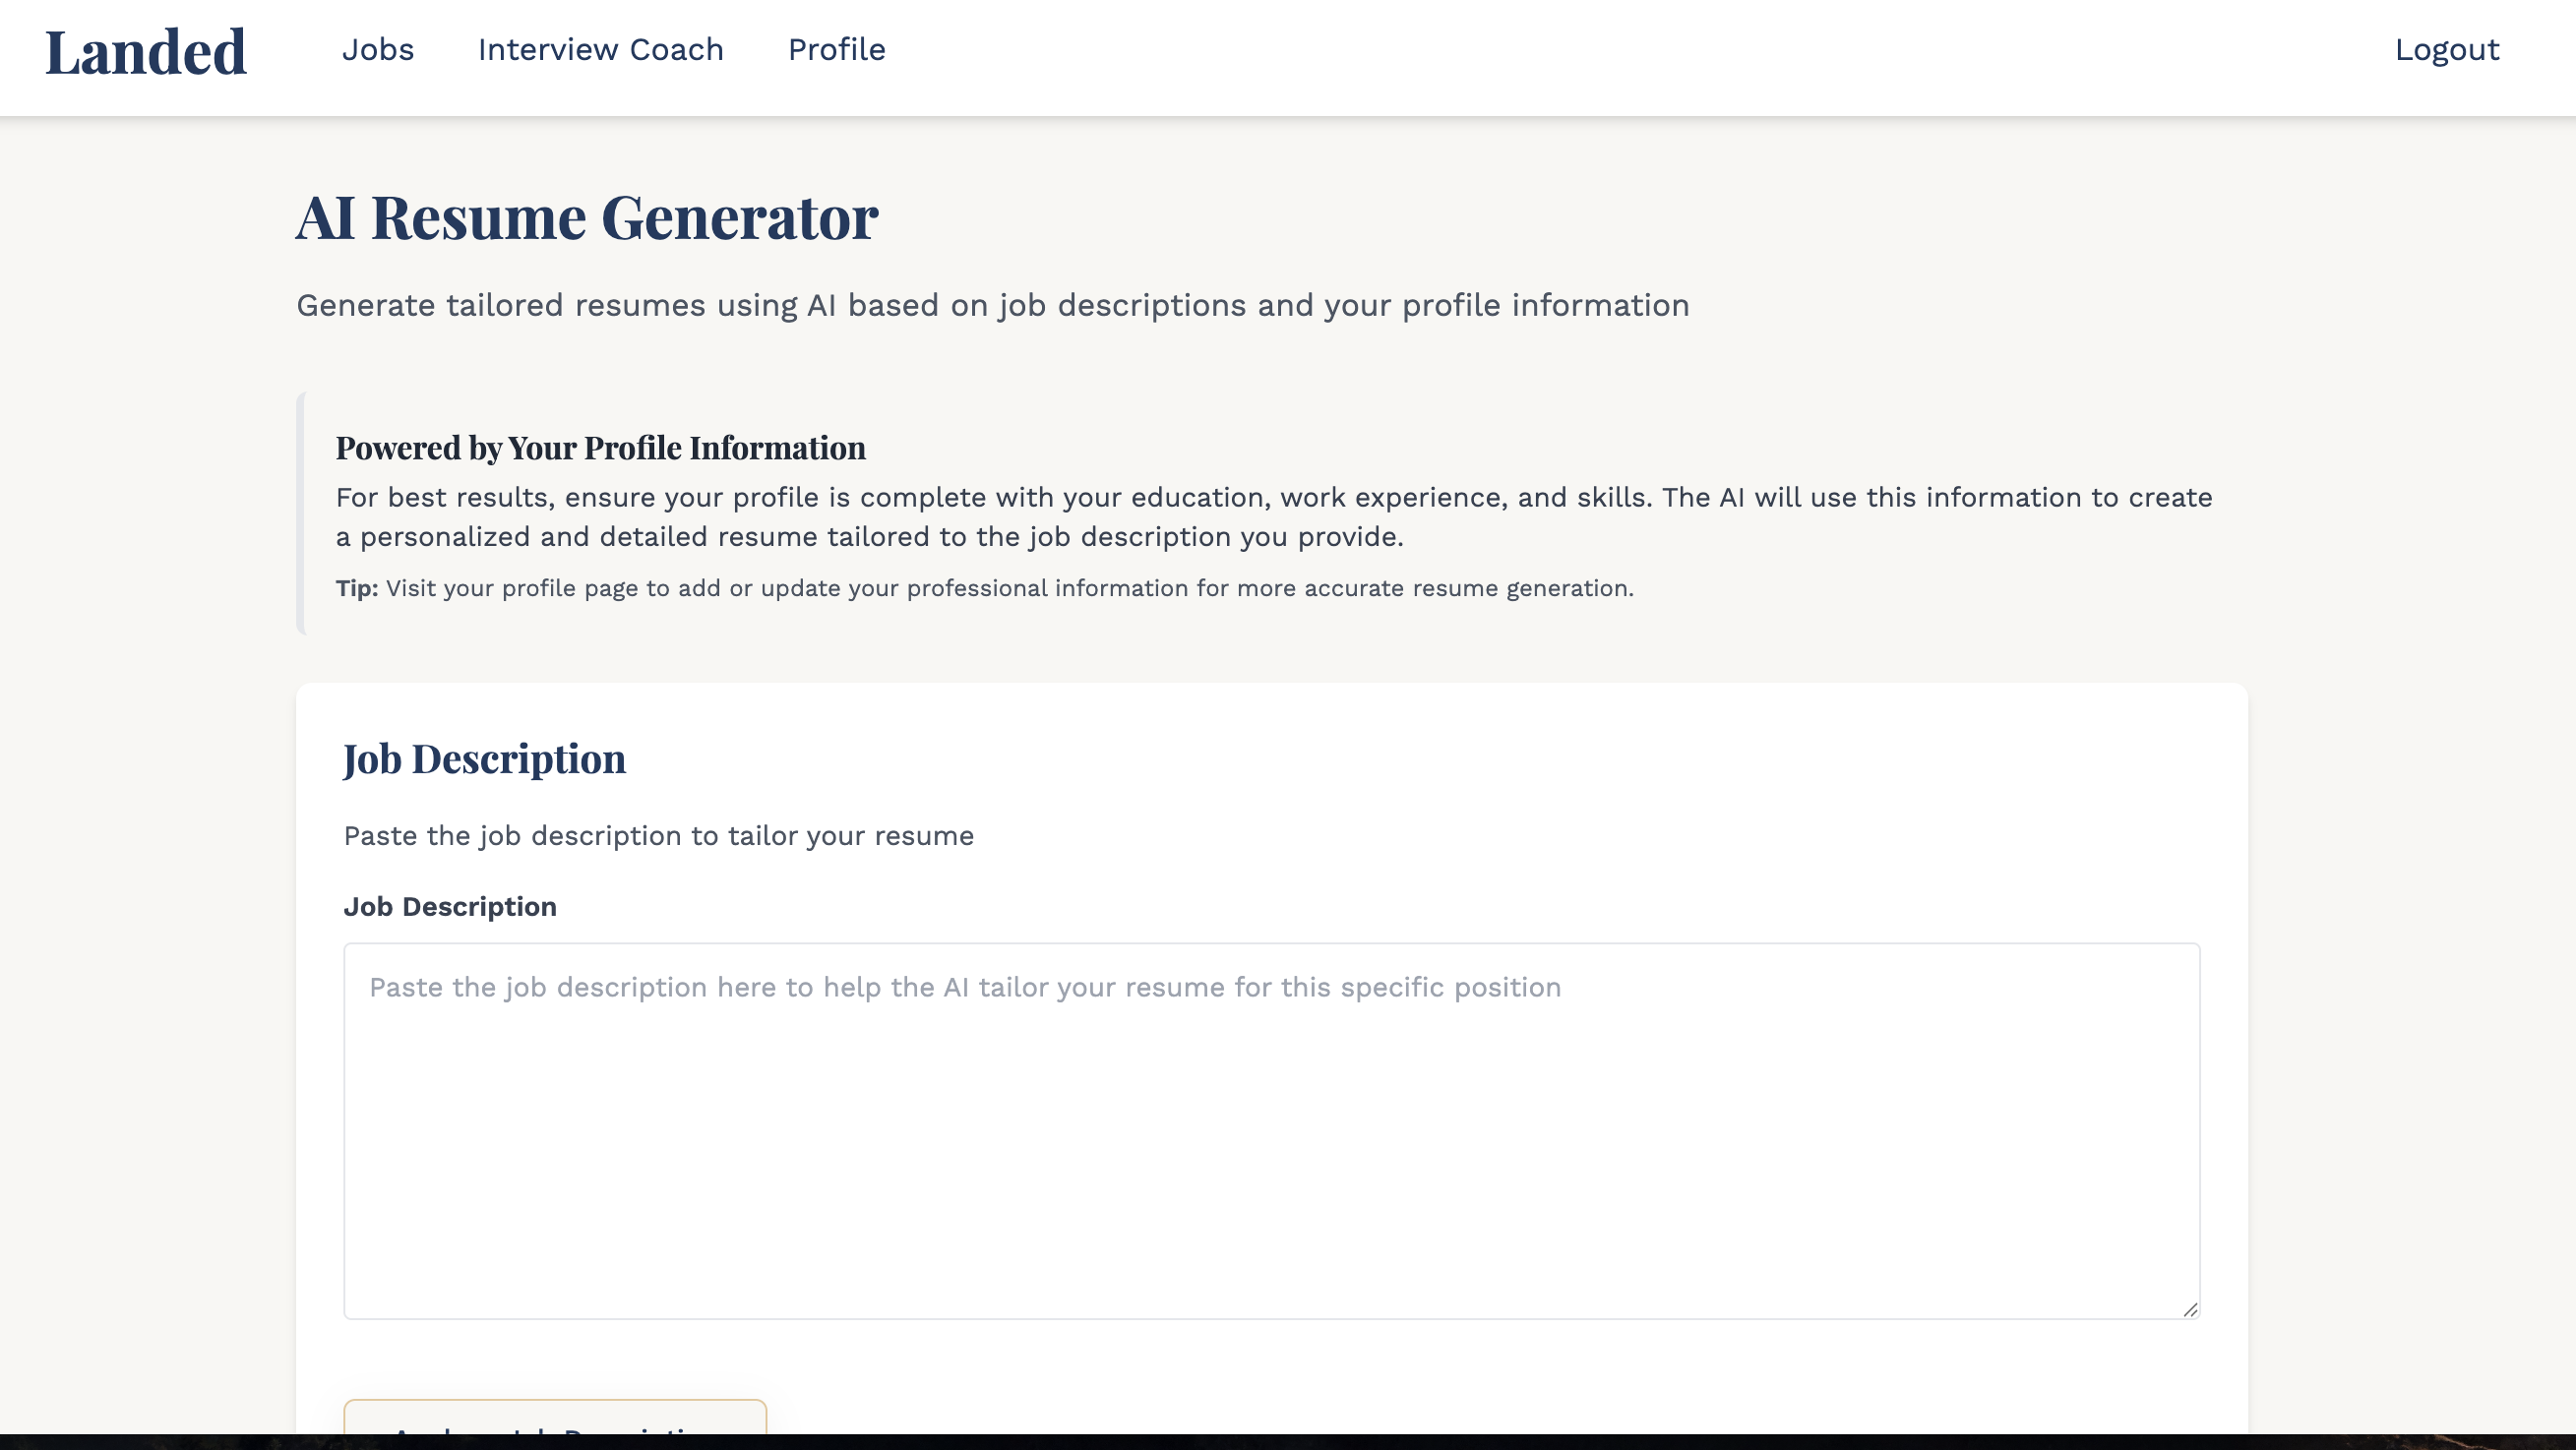 Landed
Jobs
Interview Coach
Profile
Logout
AI Resume Generator
Generate tailored resumes using AI based on job descriptions and your profile information
Powered by Your Profile Information
For best results, ensure your profile is complete with your education, work experience, and skills. The AI will use this information to create
a personalized and detailed resume tailored to the job description you provide.
Tip: Visit your profile page to add or update your professional information for more accurate resume generation.
Job Description
Paste the job description to tailor your resume
Job Description
Paste the job description here to help the AI tailor your resume for this specific position
Job Description